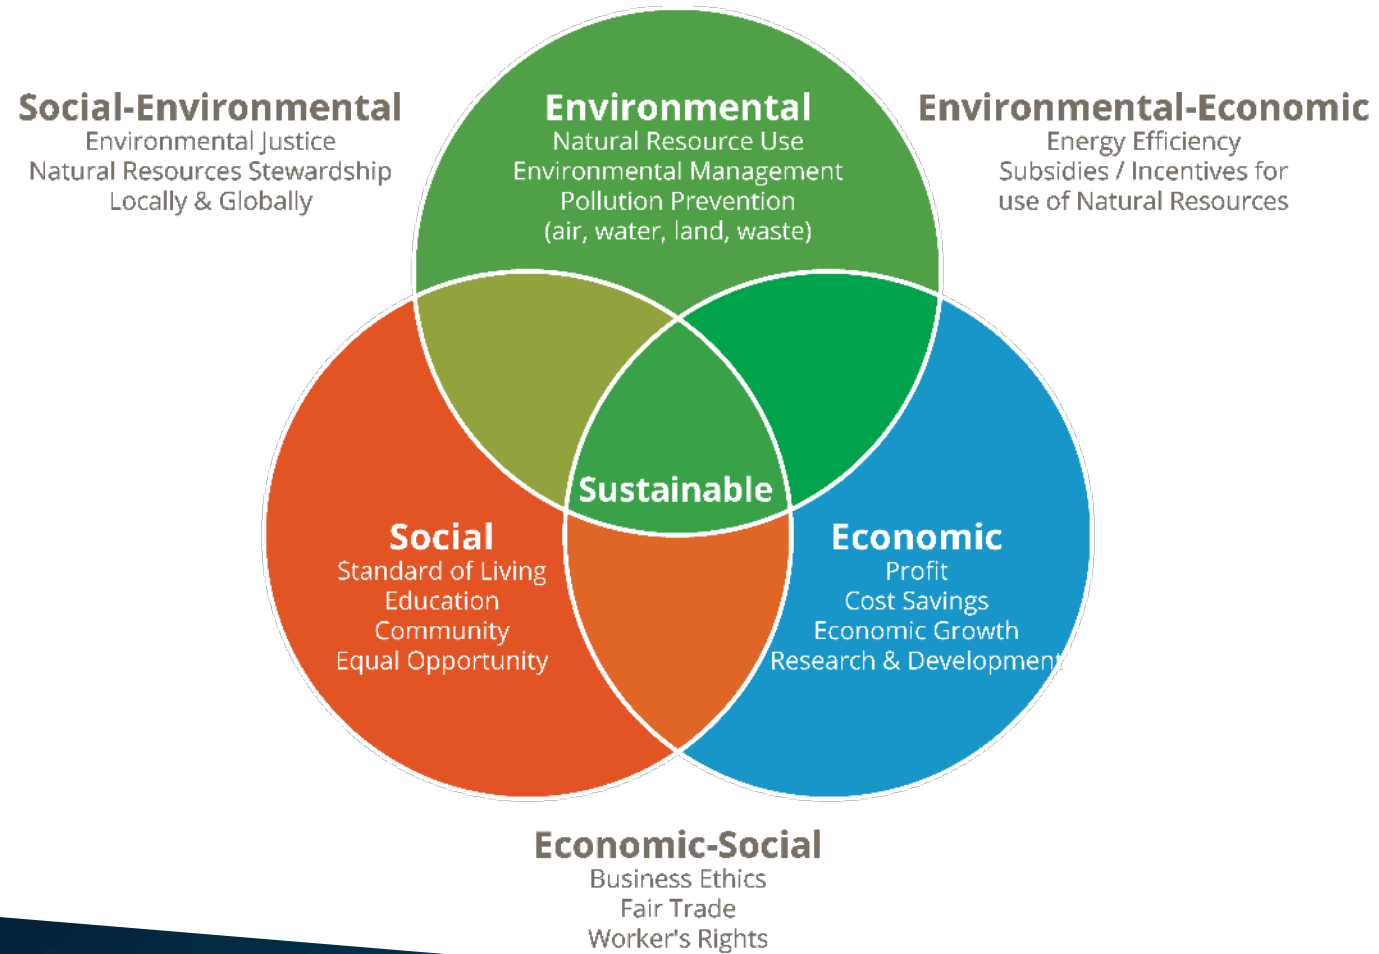 Social-Environmental
Environmental Justice
Natural Resources Stewardship
Locally & Globally
Environmental
Natural Resource Use
Environmental Management
Pollution Prevention
(air, water, land, waste)
Environmental-Economic
Energy Efficiency
Subsidies / Incentives for
use of Natural Resources
Sustainable
Social
Standard of Living
Education
Community
Equal Opportunity
Economic
Profit
Cost Savings
Economic Growth
Research & Development
Economic-Social
Business Ethics
Fair Trade
Worker's Rights